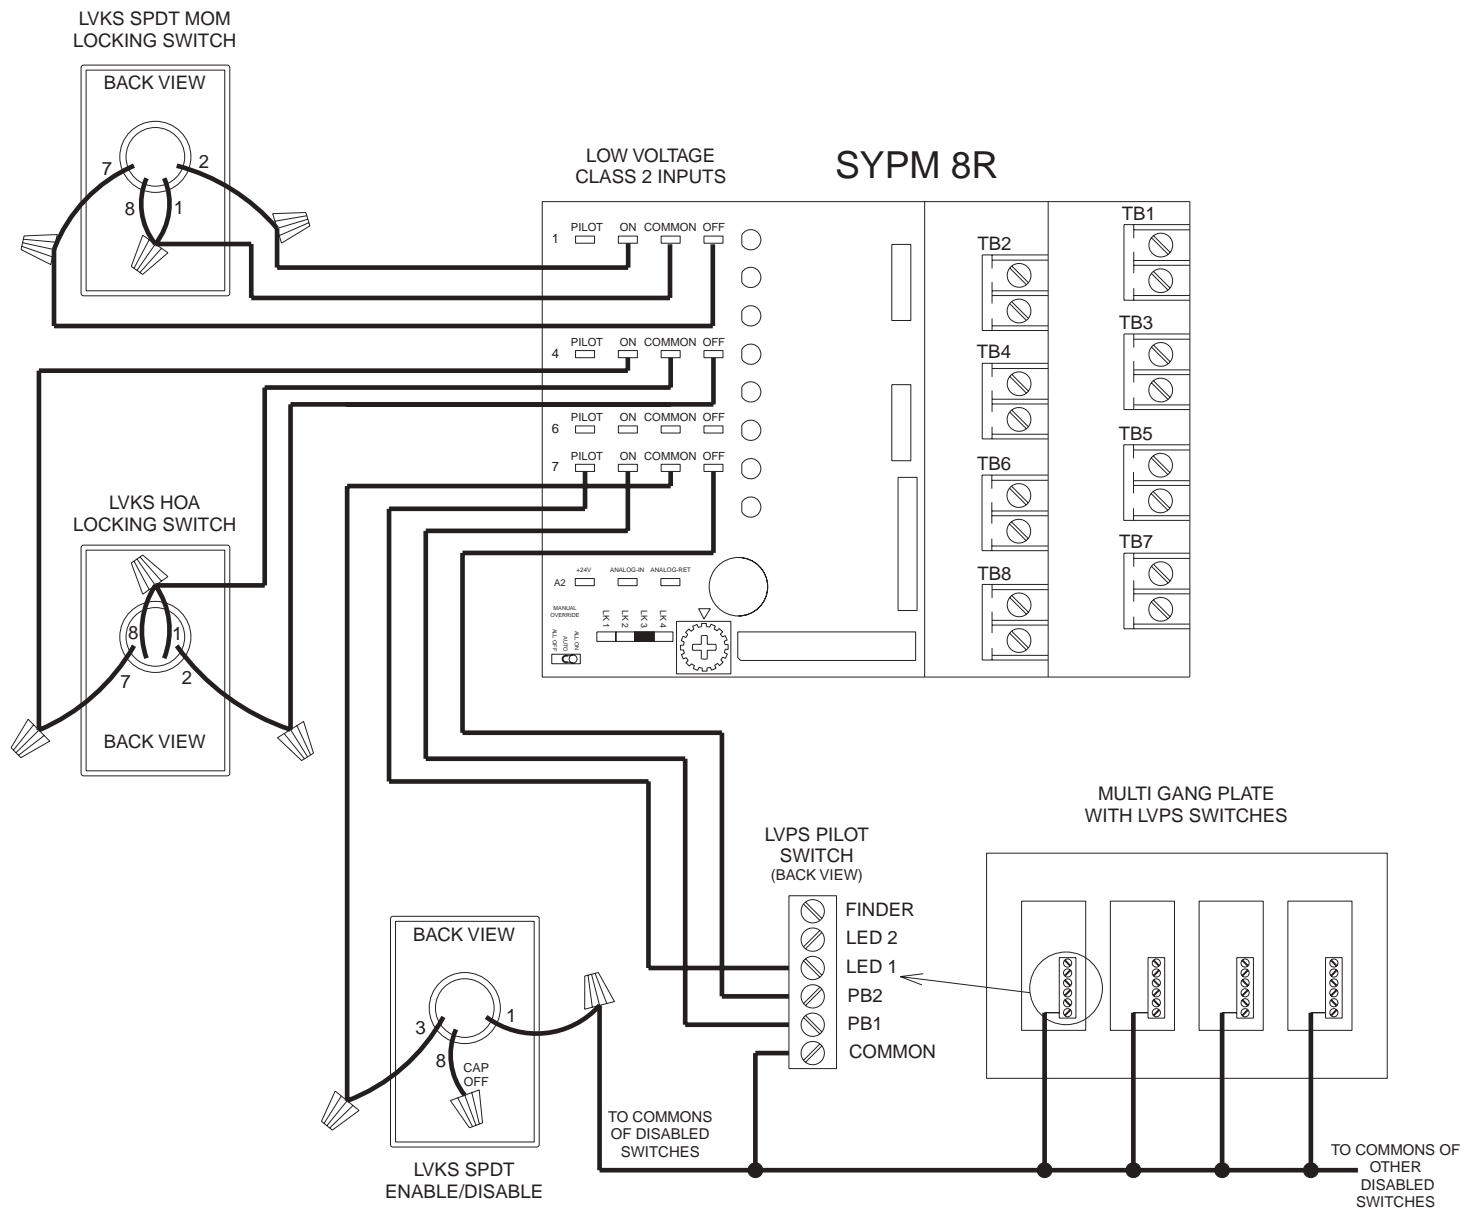 LVKS SPDT MOM
LOCKING SWITCH
BACK VIEW
7
2
8
1
LOW VOLTAGE
CLASS 2 INPUTS
SYPM 8R
1 PILOT ON COMMON OFF
4 PILOT ON COMMON OFF
6 PILOT ON COMMON OFF
7 PILOT ON COMMON OFF
A2 +24V ANALOG-IN ANALOG-RET
MANUAL
OVERRIDE
ALL OFF
AUTO
ALL ON
LK 1
LK 2
LK 3
LK 4
TB1
TB2
TB3
TB4
TB5
TB6
TB7
TB8
LVKS HOA
LOCKING SWITCH
8
1
7
2
BACK VIEW
MULTI GANG PLATE
WITH LVPS SWITCHES
LVPS PILOT
SWITCH
(BACK VIEW)
FINDER
LED 2
LED 1
PB2
PB1
COMMON
BACK VIEW
3
1
8
CAP
OFF
LVKS SPDT
ENABLE/DISABLE
TO COMMONS
OF DISABLED
SWITCHES
TO COMMONS OF
OTHER
DISABLED
SWITCHES